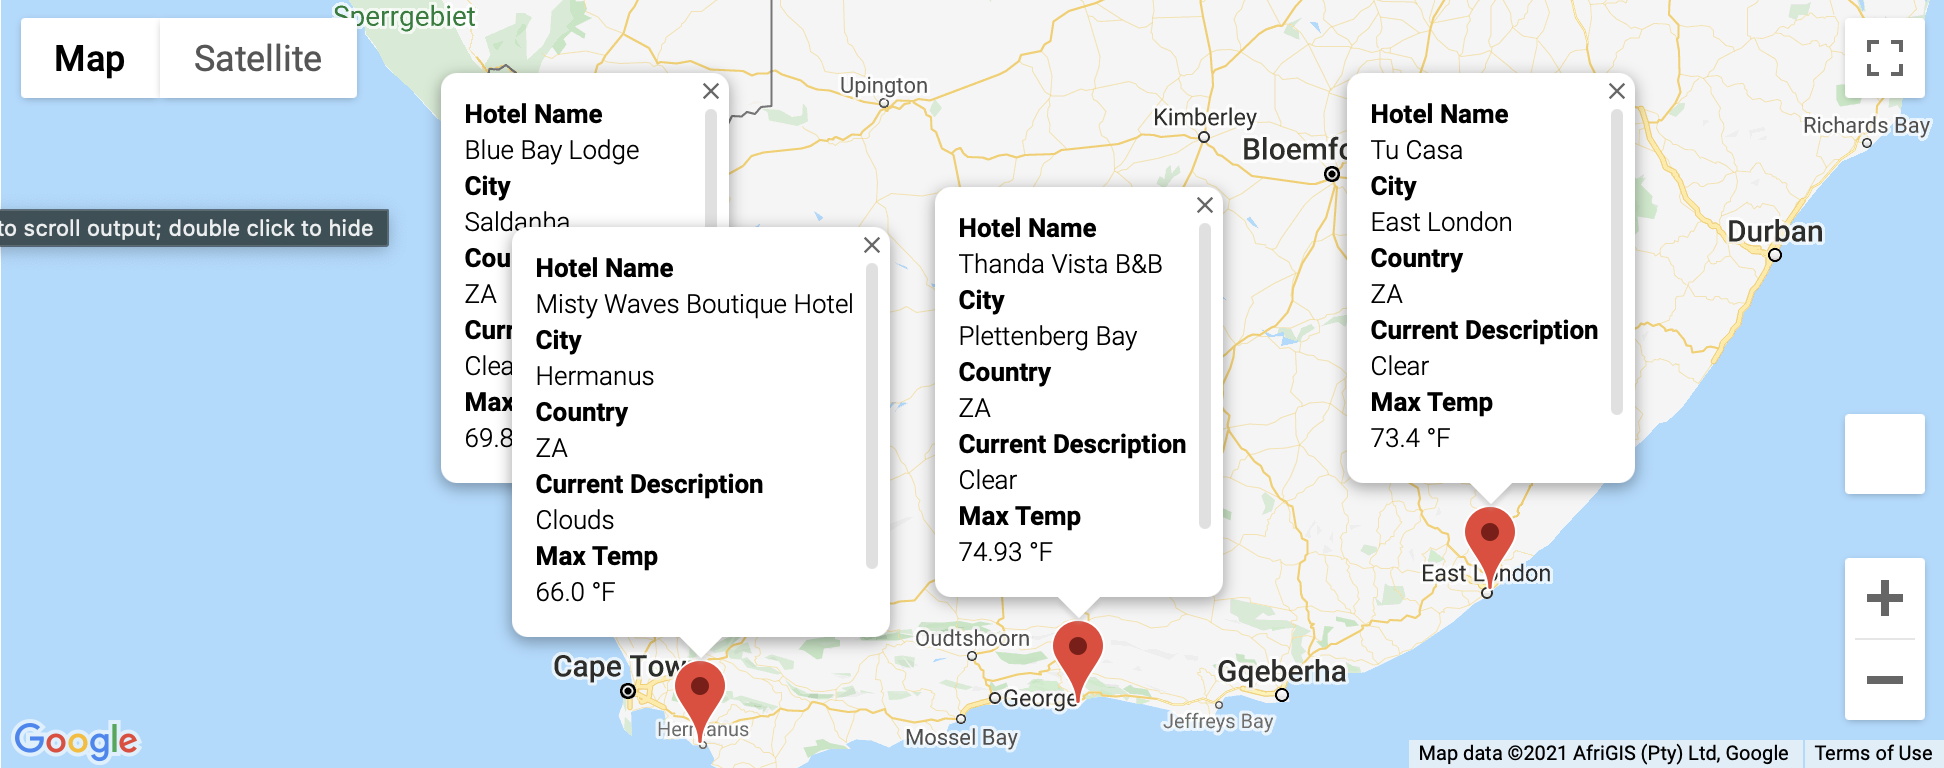 Sperrgebiet
Map
Satellite
Upington
Kimberley
Bloemfo
Richards Bay
Durban
to scroll output; double click to hide
Hotel Name
Blue Bay Lodge
City
Saldanha
Cou
ZA
Curr
Clea
Max
69.8
Hotel Name
Misty Waves Boutique Hotel
City
Hermanus
Country
ZA
Current Description
Clouds
Max Temp
66.0 °F
Hotel Name
Thanda Vista B&B
City
Plettenberg Bay
Country
ZA
Current Description
Clear
Max Temp
74.93 °F
Hotel Name
Tu Casa
City
East London
Country
ZA
Current Description
Clear
Max Temp
73.4 °F
East London
Oudtshoorn
Cape Tow
Gqeberha
George
Hermanus
Jeffreys Bay
Mossel Bay
Google
Map data ©2021 AfriGIS (Pty) Ltd, Google
Terms of Use